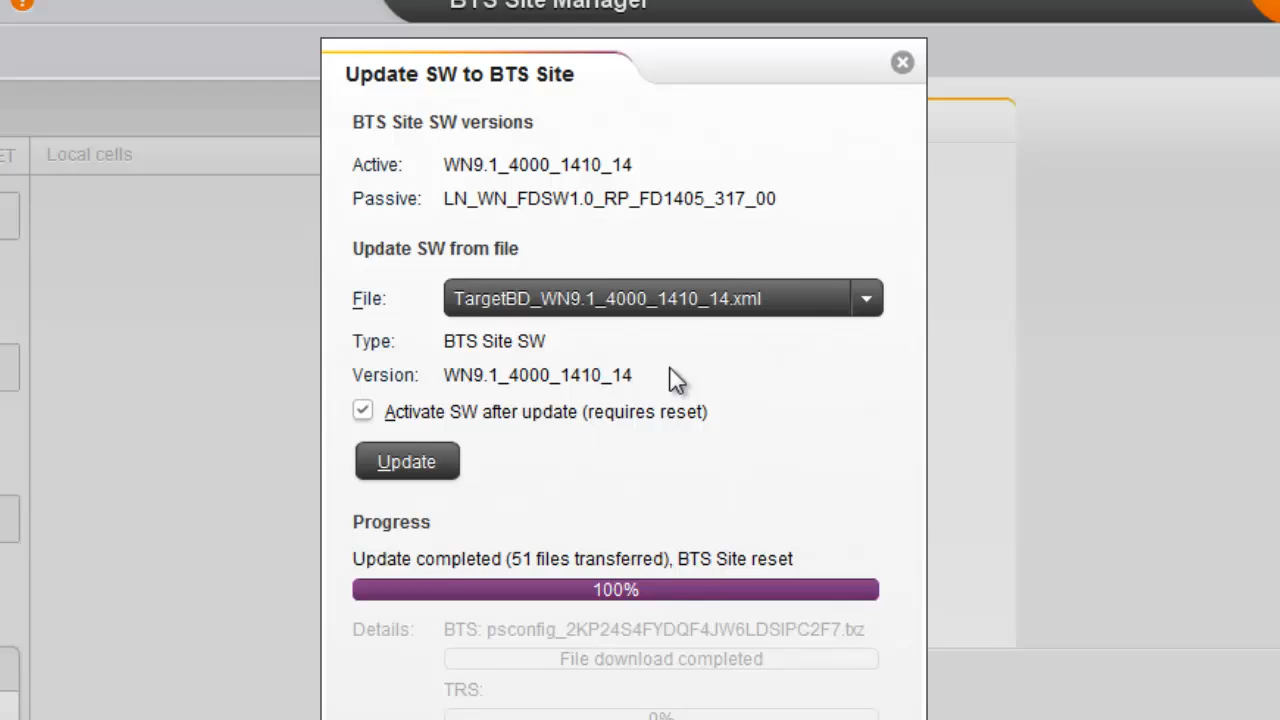 BTS Site Manager
Update SW to BTS Site
BTS Site SW versions
ET
Local cells
Active: WN9.1_4000_1410_14
Passive: LN_WN_FDSW1.0_RP_FD1405_317_00
Update SW from file
File: TargetBD_WN9.1_4000_1410_14.xml
Type: BTS Site SW
Version: WN9.1_4000_1410_14
Activate SW after update (requires reset)
Update
Progress
Update completed (51 files transferred), BTS Site reset
100%
Details: BTS: psconfig_2KP24S4FYDQF4JW6LDSIPC2F7.txz
File download completed
TRS:
0%